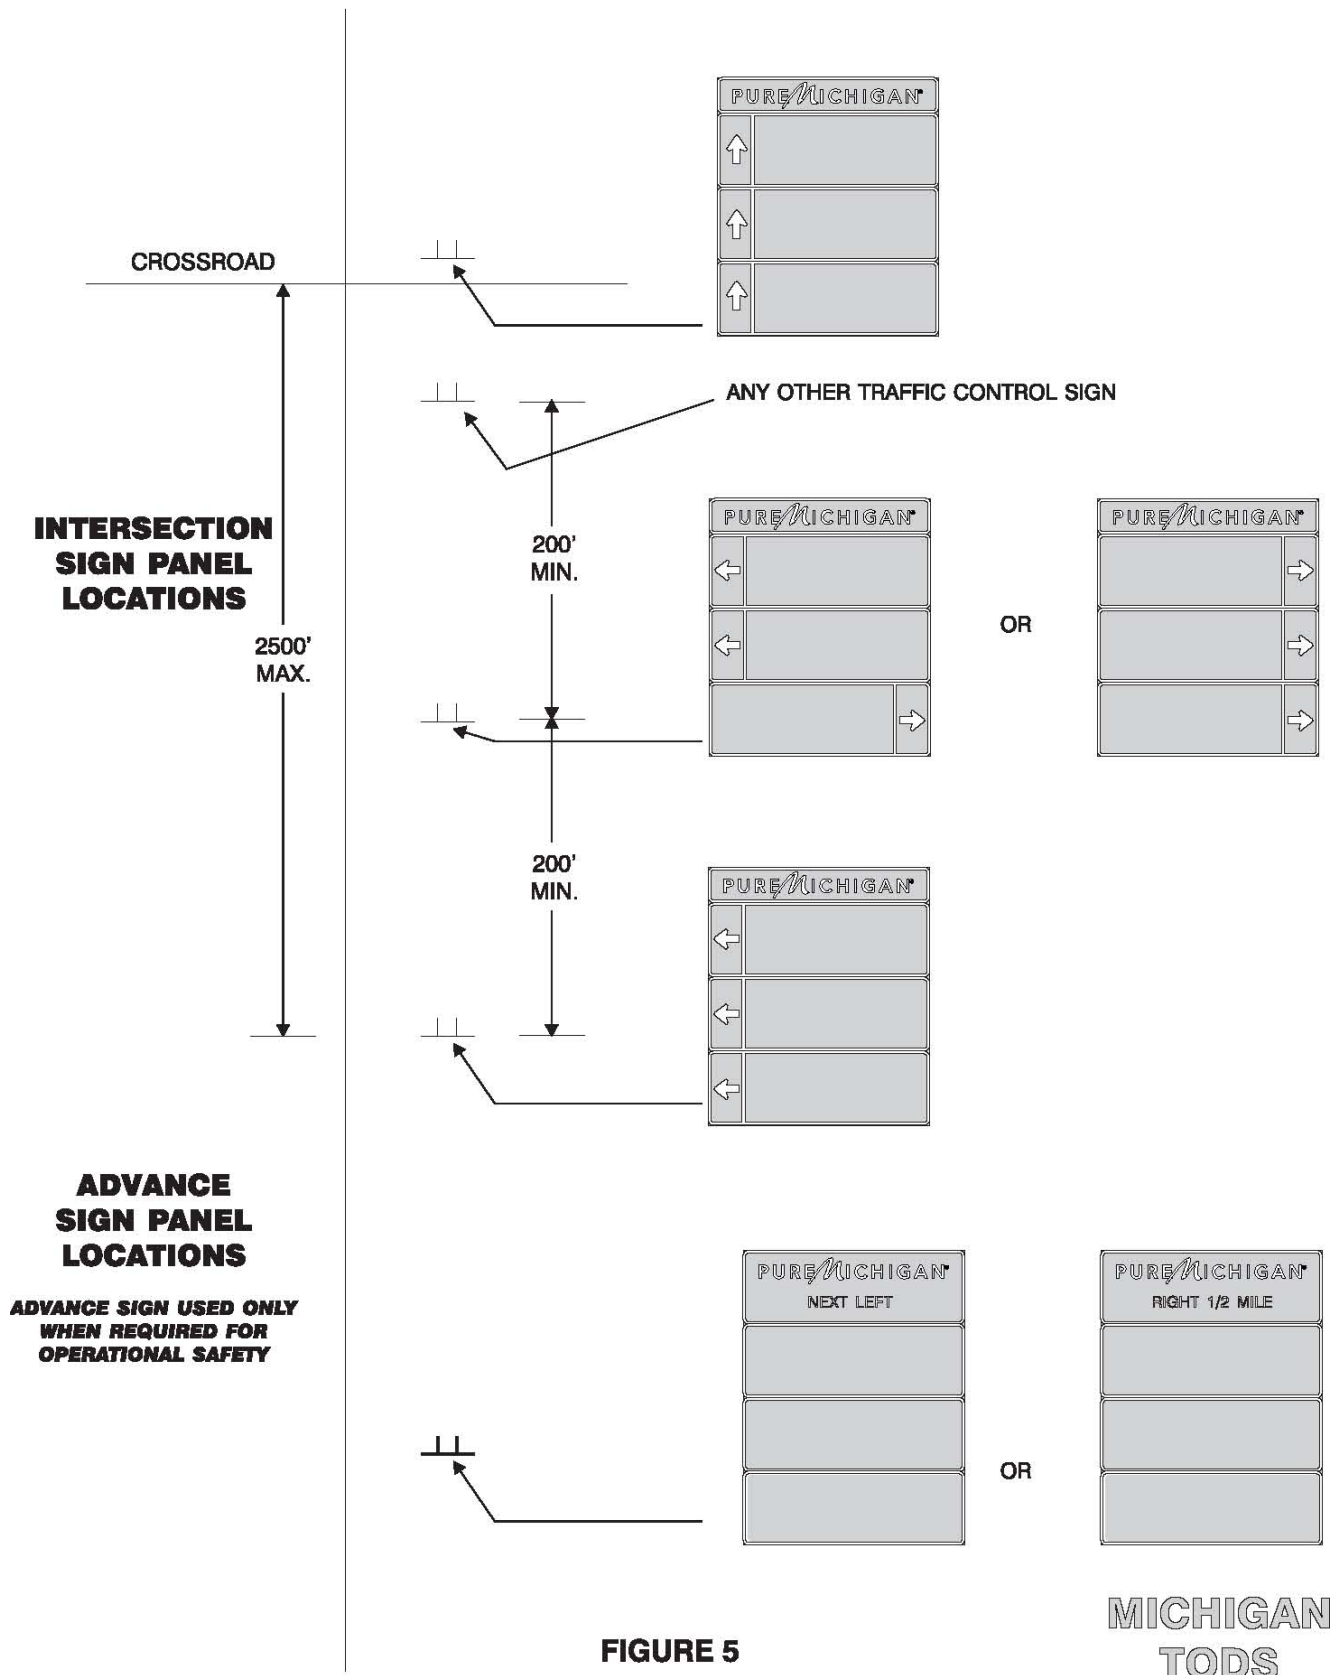 PURE MICHIGAN
CROSSROAD
ANY OTHER TRAFFIC CONTROL SIGN
INTERSECTION
SIGN PANEL
LOCATIONS
2500'
MAX.
200'
MIN.
PURE MICHIGAN
OR
PURE MICHIGAN
200'
MIN.
PURE MICHIGAN
ADVANCE
SIGN PANEL
LOCATIONS
ADVANCE SIGN USED ONLY
WHEN REQUIRED FOR
OPERATIONAL SAFETY
PURE MICHIGAN
NEXT LEFT
OR
PURE MICHIGAN
RIGHT 1/2 MILE
FIGURE 5
MICHIGAN
TODS